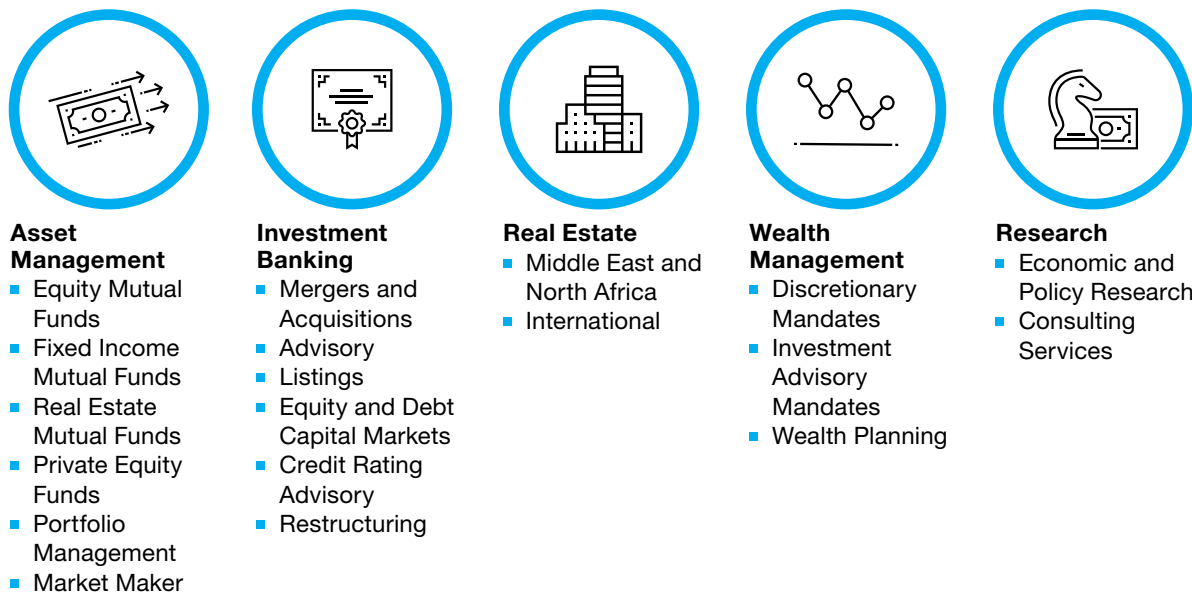 Asset
Management
Equity Mutual
Funds
Fixed Income
Mutual Funds
Real Estate
Mutual Funds
Private Equity
Funds
Portfolio
Management
Market Maker
Investment
Banking
Mergers and
Acquisitions
Advisory
Listings
Equity and Debt
Capital Markets
Credit Rating
Advisory
Restructuring
Real Estate
Middle East and
North Africa
International
Wealth
Management
Discretionary
Mandates
Investment
Advisory
Mandates
Wealth Planning
Research
Economic and
Policy Research
Consulting
Services